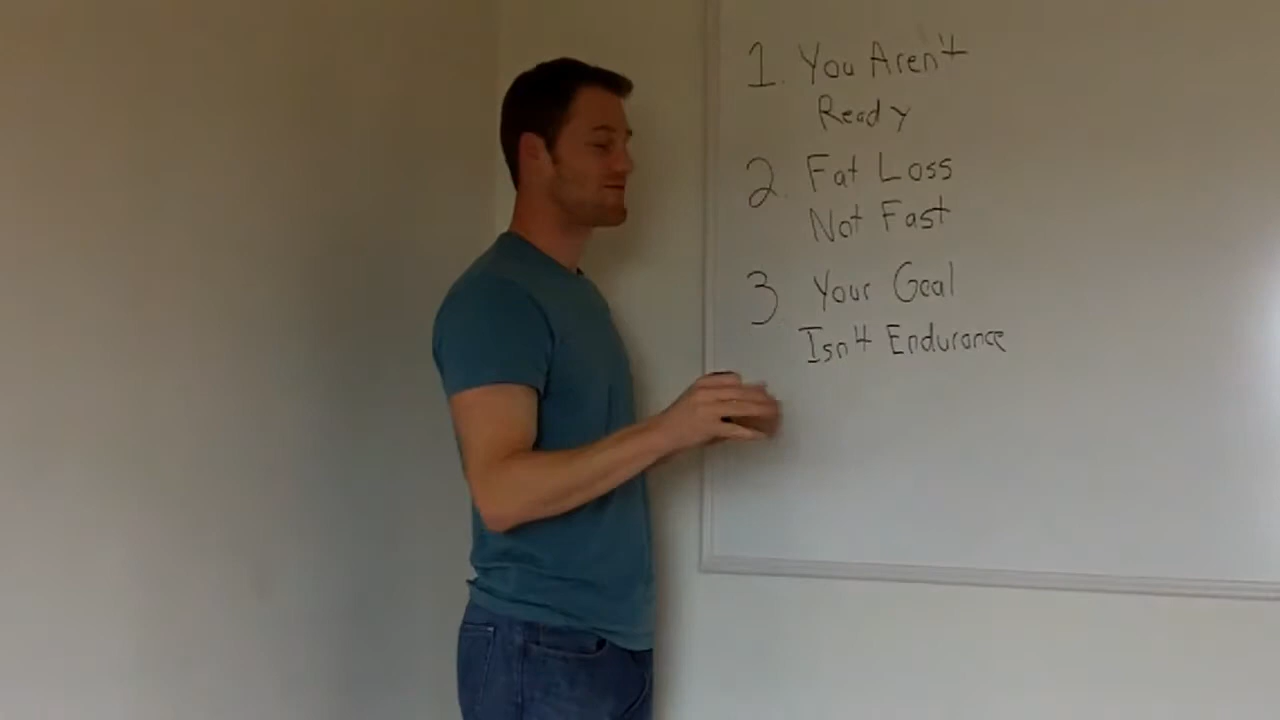 1. You Aren't
Ready
2. Fat Loss
Not Fast
3 Your Goal
Isn't Endurance